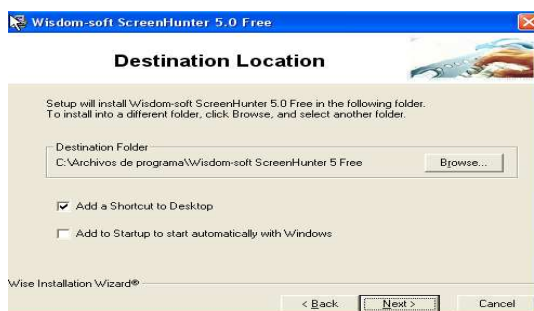 Wisdom-soft ScreenHunter 5.0 Free
Destination Location
Setup will install Wisdom-soft ScreenHunter 5.0 Free in the following folder.
To install into a different folder, click Browse, and select another folder.
Destination Folder
C:\Archivos de programa\Wisdom-soft ScreenHunter 5 Free
Browse...
Add a Shortcut to Desktop
Add to Startup to start automatically with Windows
Wise Installation Wizard®
< Back
Next >
Cancel